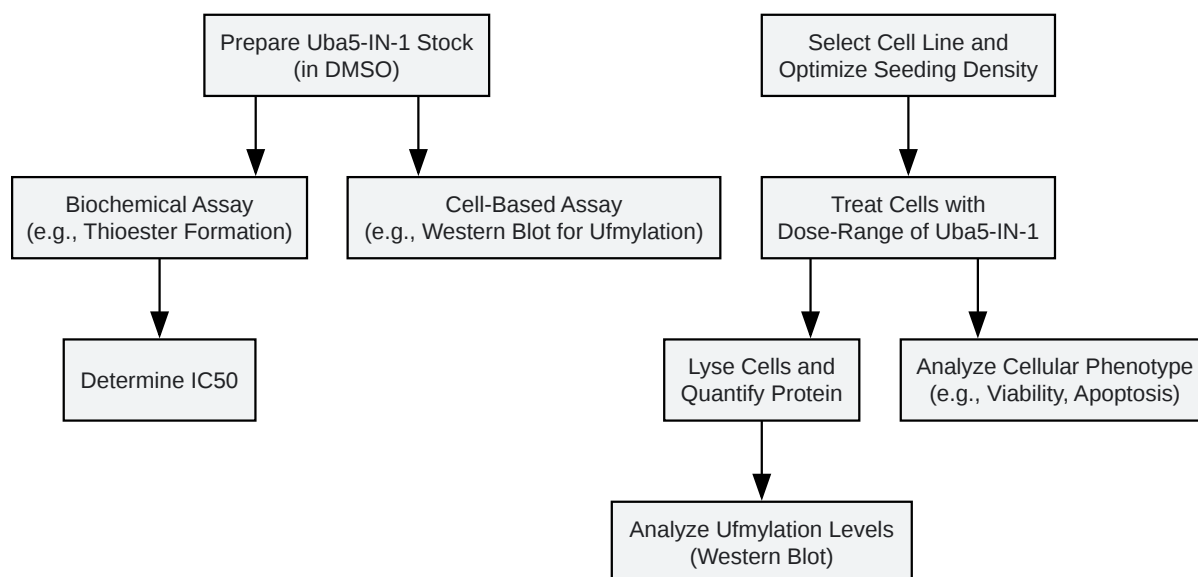 Prepare Uba5-IN-1 Stock
(in DMSO)
Select Cell Line and
Optimize Seeding Density
Biochemical Assay
(e.g., Thioester Formation)
Cell-Based Assay
(e.g., Western Blot for Ufmylation)
Treat Cells with
Dose-Range of Uba5-IN-1
Determine IC50
Lyse Cells and
Quantify Protein
Analyze Cellular Phenotype
(e.g., Viability, Apoptosis)
Analyze Ufmylation Levels
(Western Blot)